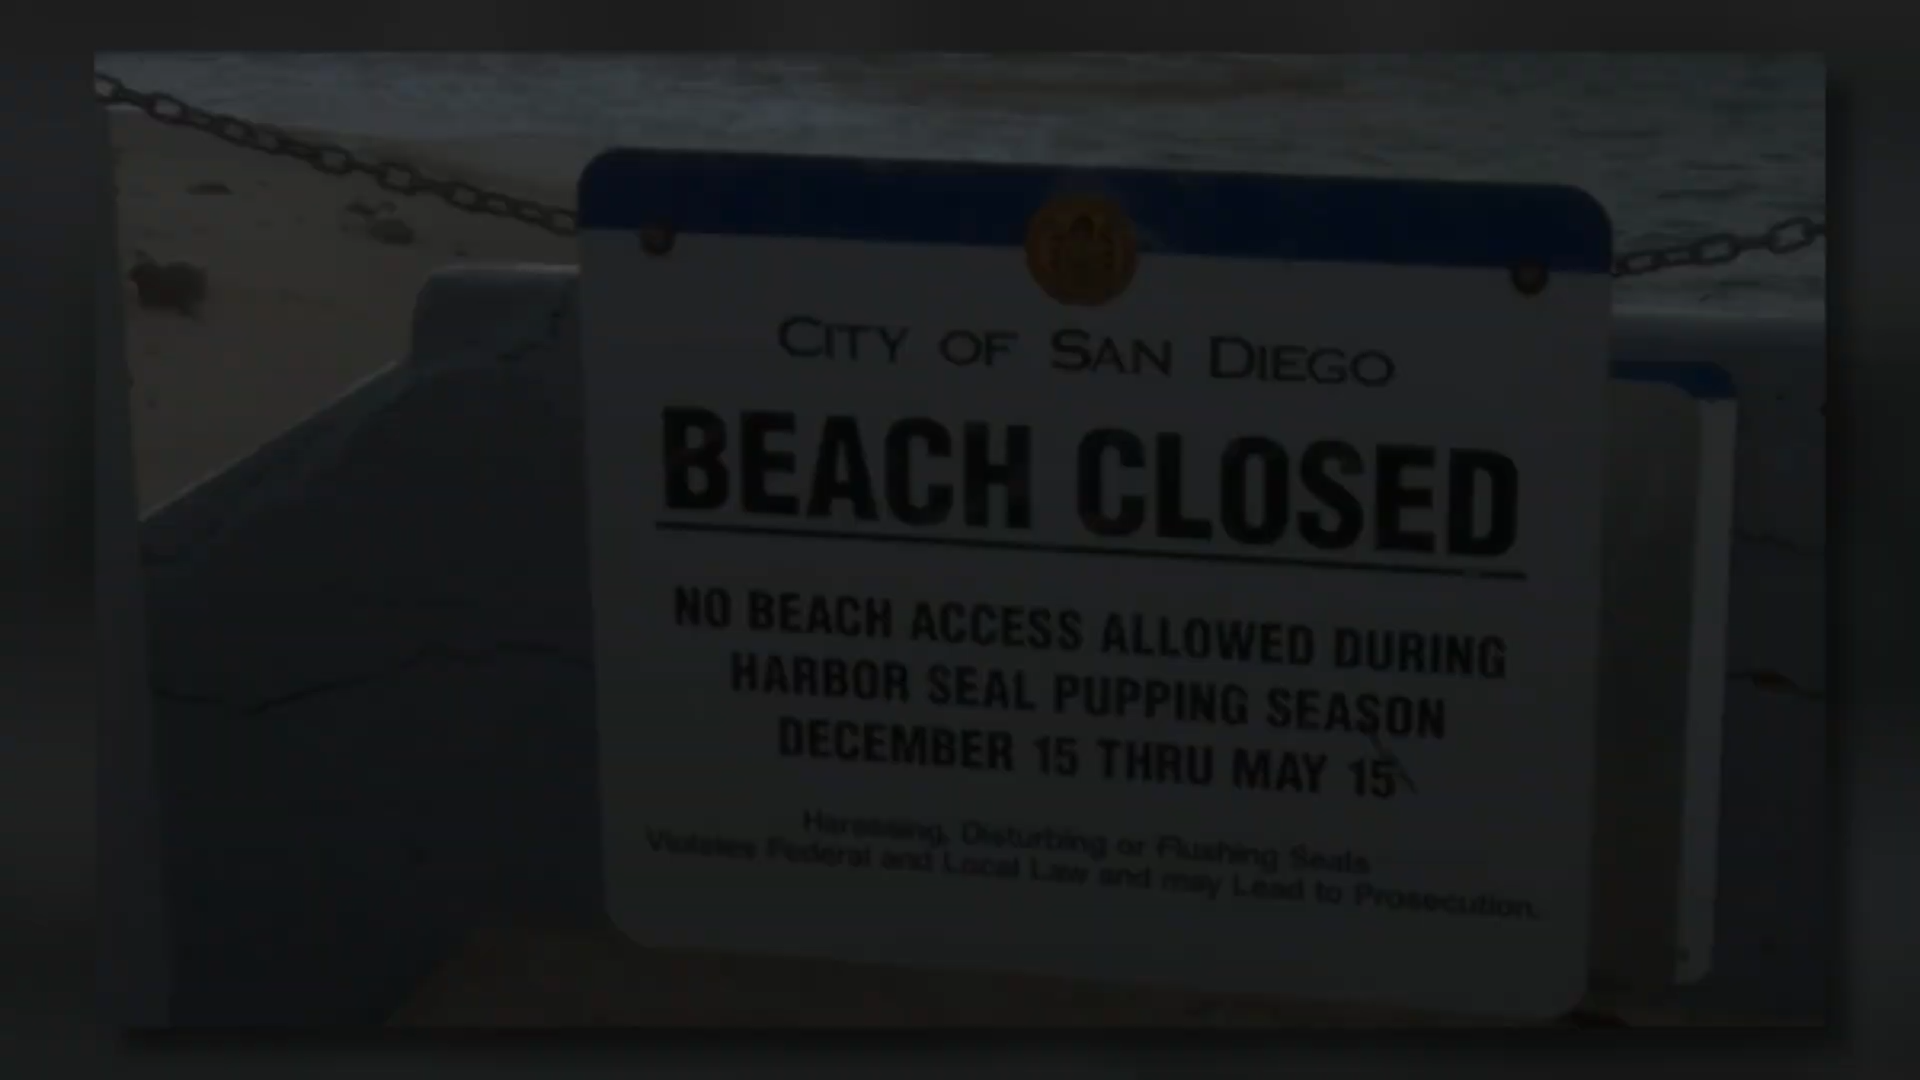 CITY OF SAN DIEGO
BEACH CLOSED
NO BEACH ACCESS ALLOWED DURING
HARBOR SEAL PUPPING SEASON
DECEMBER 15 THRU MAY 15
Harassing, Disturbing or Flushing Seals
Violates Federal and Local Law and may Lead to Prosecution.